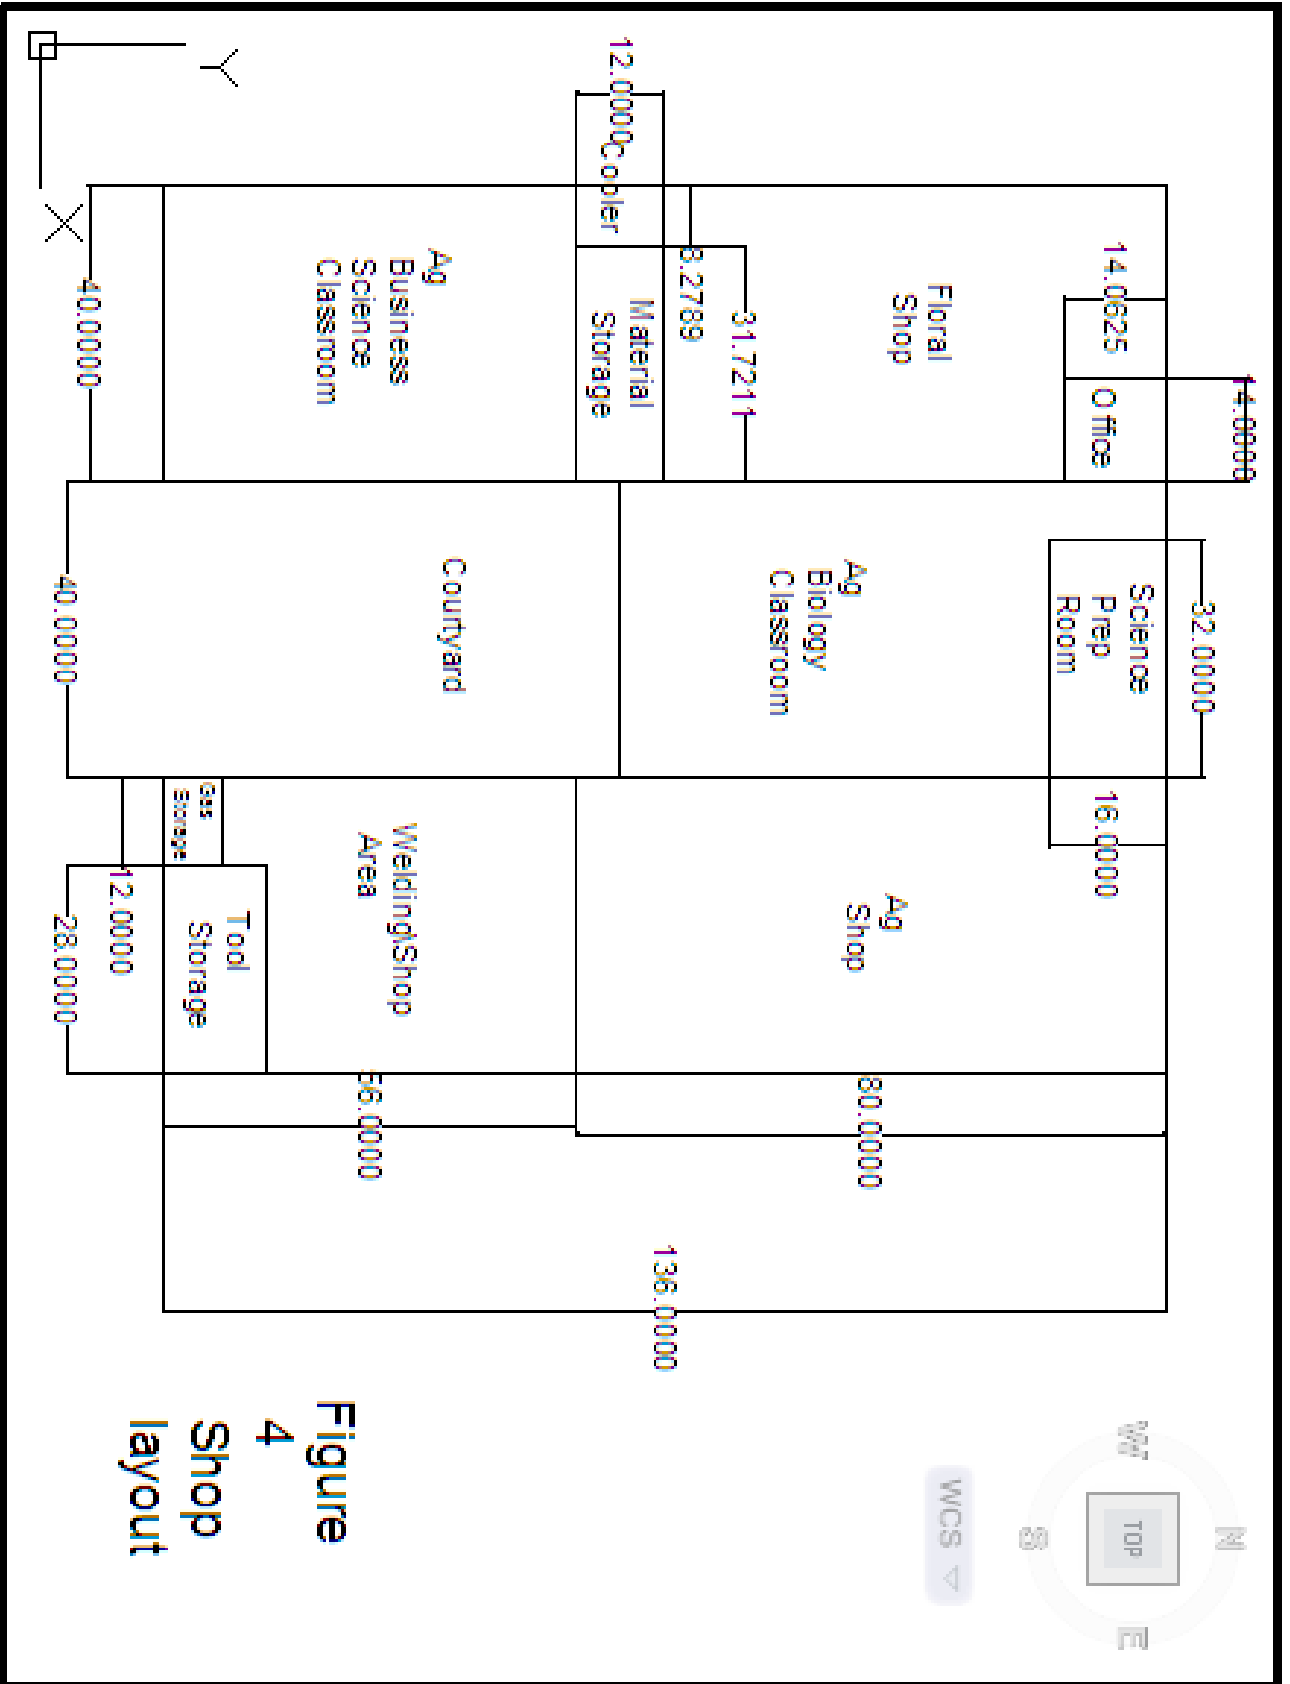 14.0000
14.0625
Office
Floral
Shop
32.0000
Science
Prep
Room
16.0000
Ag
Biology
Classroom
Ag
Shop
80.0000
31.7211
8.2789
12.0000
Cooler
Material
Storage
136.0000
Ag
Business
Science
Classroom
Courtyard
Welding\Shop
Area
56.0000
Gas
Storage
Tool
Storage
40.0000
40.0000
12.0000
28.0000
Y
X
Figure
4
Shop
layout
N
W
TOP
E
S
WCS